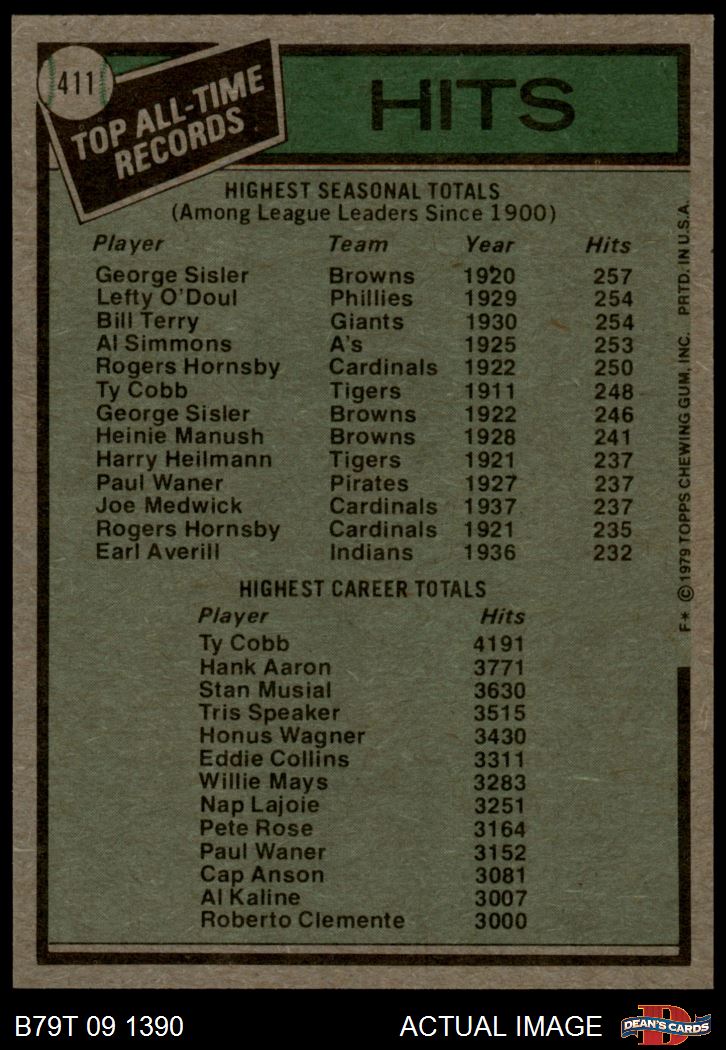 411
TOP ALL-TIME
RECORDS
HITS
HIGHEST SEASONAL TOTALS
(Among League Leaders Since 1900)
Player Team Year Hits
George Sisler Browns 1920 257
Lefty O'Doul Phillies 1929 254
Bill Terry Giants 1930 254
Al Simmons A's 1925 253
Rogers Hornsby Cardinals 1922 250
Ty Cobb Tigers 1911 248
George Sisler Browns 1922 246
Heinie Manush Browns 1928 241
Harry Heilmann Tigers 1921 237
Paul Waner Pirates 1927 237
Joe Medwick Cardinals 1937 237
Rogers Hornsby Cardinals 1921 235
Earl Averill Indians 1936 232
HIGHEST CAREER TOTALS
Player Hits
Ty Cobb 4191
Hank Aaron 3771
Stan Musial 3630
Tris Speaker 3515
Honus Wagner 3430
Eddie Collins 3311
Willie Mays 3283
Nap Lajoie 3251
Pete Rose 3164
Paul Waner 3152
Cap Anson 3081
Al Kaline 3007
Roberto Clemente 3000
F* © 1979 TOPPS CHEWING GUM, INC. PRTD. IN U.S.A.
B79T 09 1390 ACTUAL IMAGE
D
DEAN'S CARDS